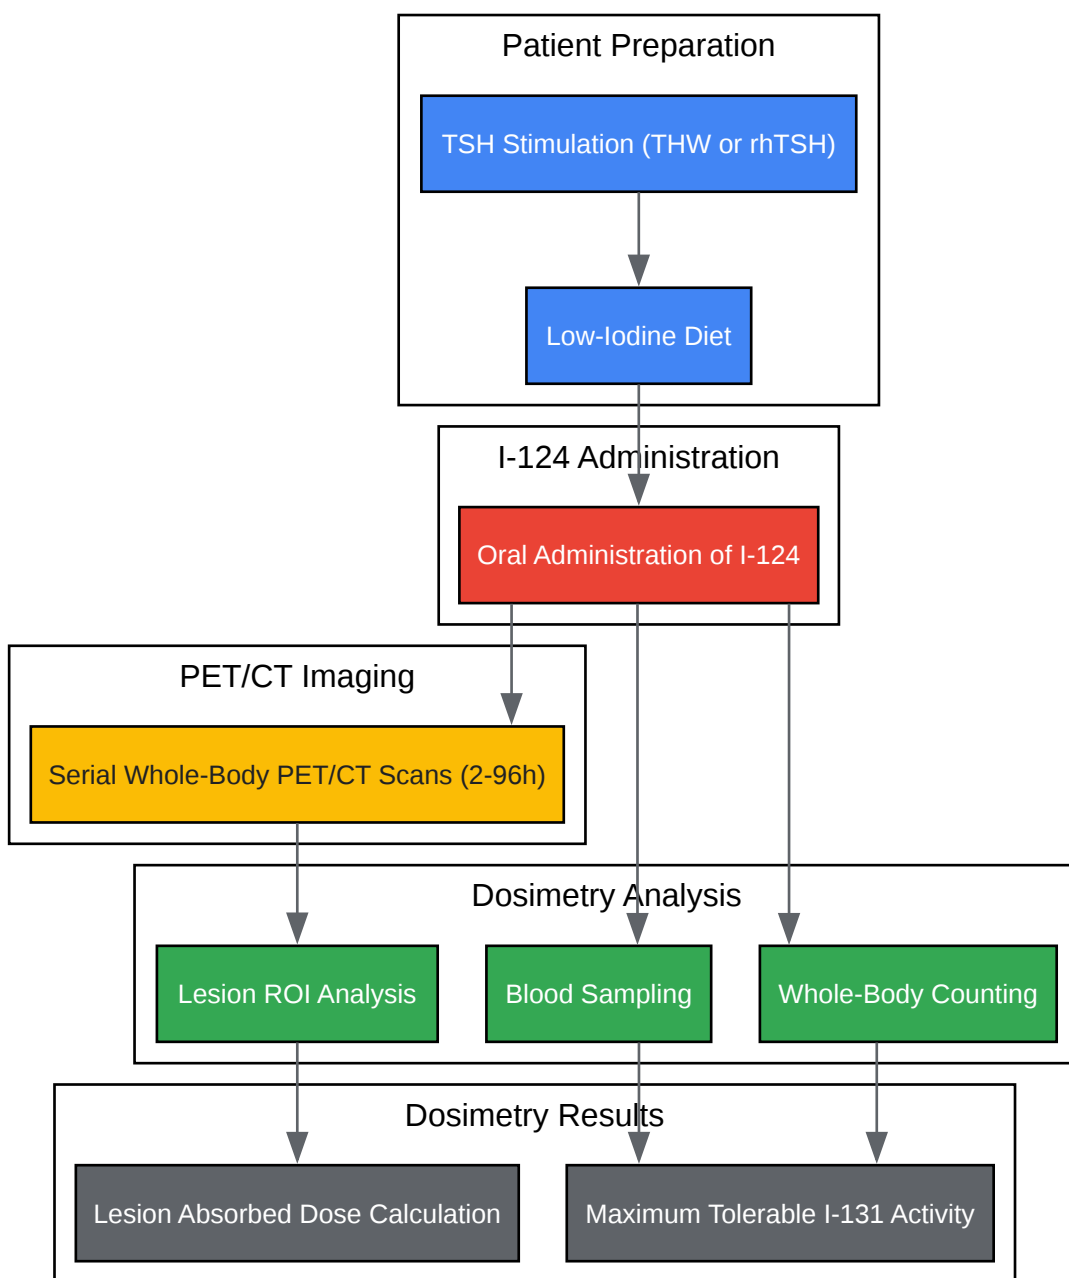 Patient Preparation
TSH Stimulation (THW or rhTSH)
Low-Iodine Diet
I-124 Administration
Oral Administration of I-124
PET/CT Imaging
Serial Whole-Body PET/CT Scans (2-96h)
Dosimetry Analysis
Lesion ROI Analysis
Blood Sampling
Whole-Body Counting
Dosimetry Results
Lesion Absorbed Dose Calculation
Maximum Tolerable I-131 Activity